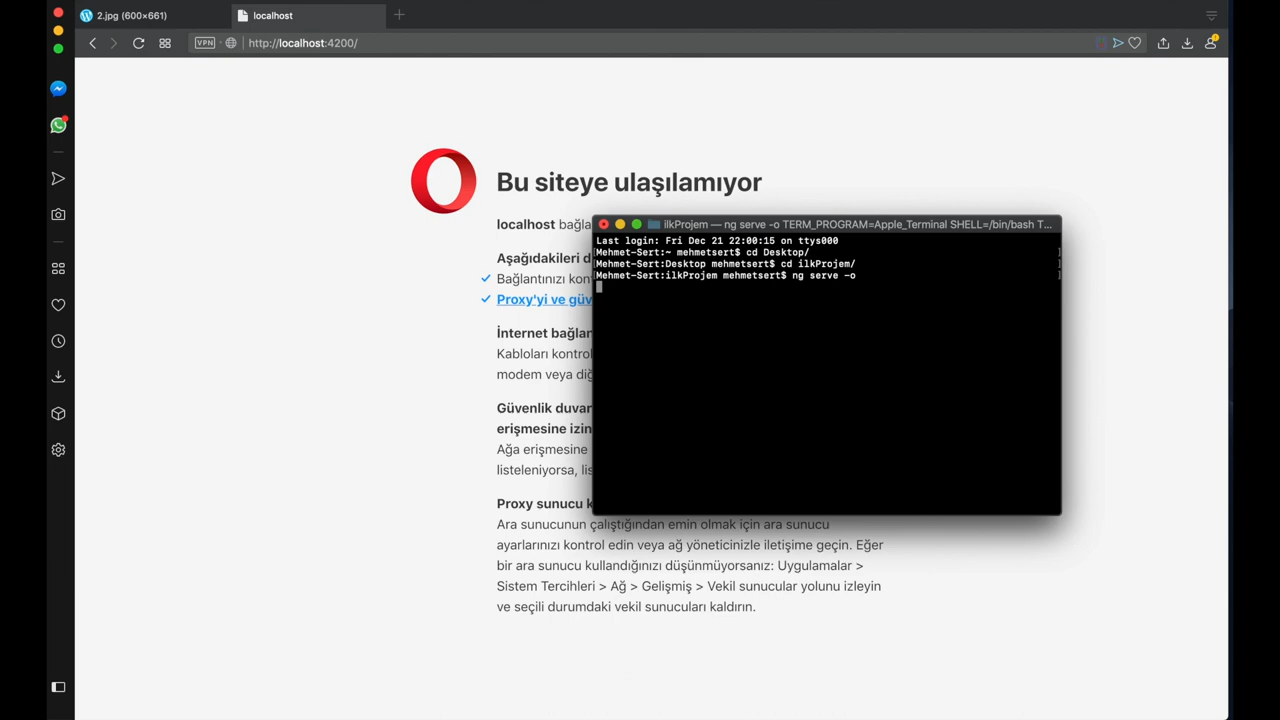 2.jpg (600×661)
localhost
VPN
http://localhost:4200/
Bu siteye ulaşılamıyor
localhost bağla
Aşağıdakileri d
Bağlantınızı kon
Proxy'yi ve güv
İnternet bağlan
Kabloları kontrol
modem veya diğ
Güvenlik duvar
erişmesine izin
Ağa erişmesine
listeleniyorsa, lis
Proxy sunucu k
Ara sunucunun çalıştığından emin olmak için ara sunucu
ayarlarınızı kontrol edin veya ağ yöneticinizle iletişime geçin. Eğer
bir ara sunucu kullandığınızı düşünmüyorsanız: Uygulamalar >
Sistem Tercihleri > Ağ > Gelişmiş > Vekil sunucular yolunu izleyin
ve seçili durumdaki vekil sunucuları kaldırın.
ilkProjem — ng serve -o TERM_PROGRAM=Apple_Terminal SHELL=/bin/bash T...
Last login: Fri Dec 21 22:00:15 on ttys000
[Mehmet-Sert:~ mehmetsert$ cd Desktop/ ]
[Mehmet-Sert:Desktop mehmetsert$ cd ilkProjem/ ]
[Mehmet-Sert:ilkProjem mehmetsert$ ng serve -o ]